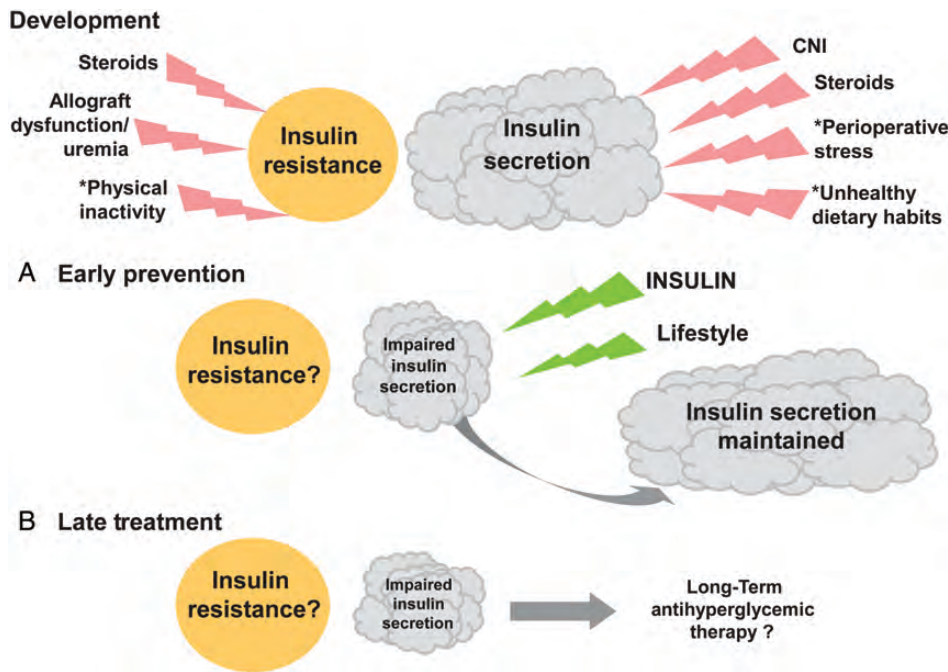 Development
Steroids
Allograft
dysfunction/
uremia
*Physical
inactivity
Insulin
resistance
Insulin
secretion
CNI
Steroids
*Perioperative
stress
*Unhealthy
dietary habits
A Early prevention
Insulin
resistance?
Impaired
insulin
secretion
INSULIN
Lifestyle
Insulin secretion
maintained
B Late treatment
Insulin
resistance?
Impaired
insulin
secretion
Long-Term
antihyperglycemic
therapy ?